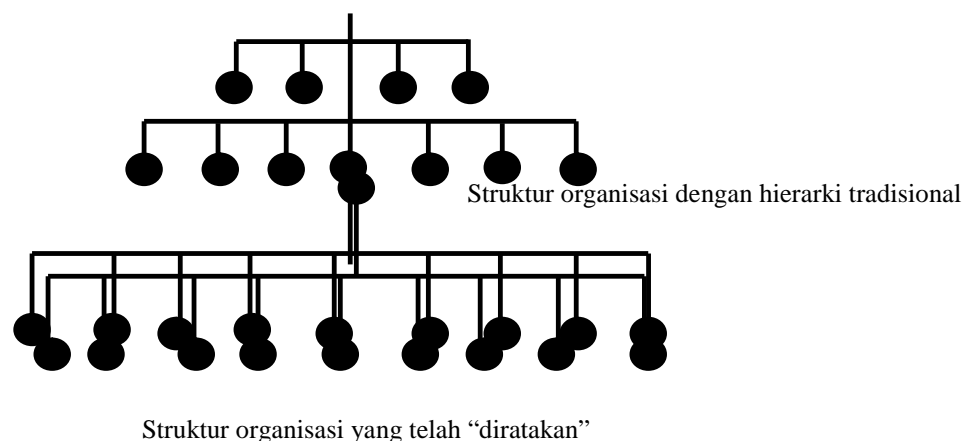 Struktur organisasi dengan hierarki tradisional
Struktur organisasi yang telah “diratakan”